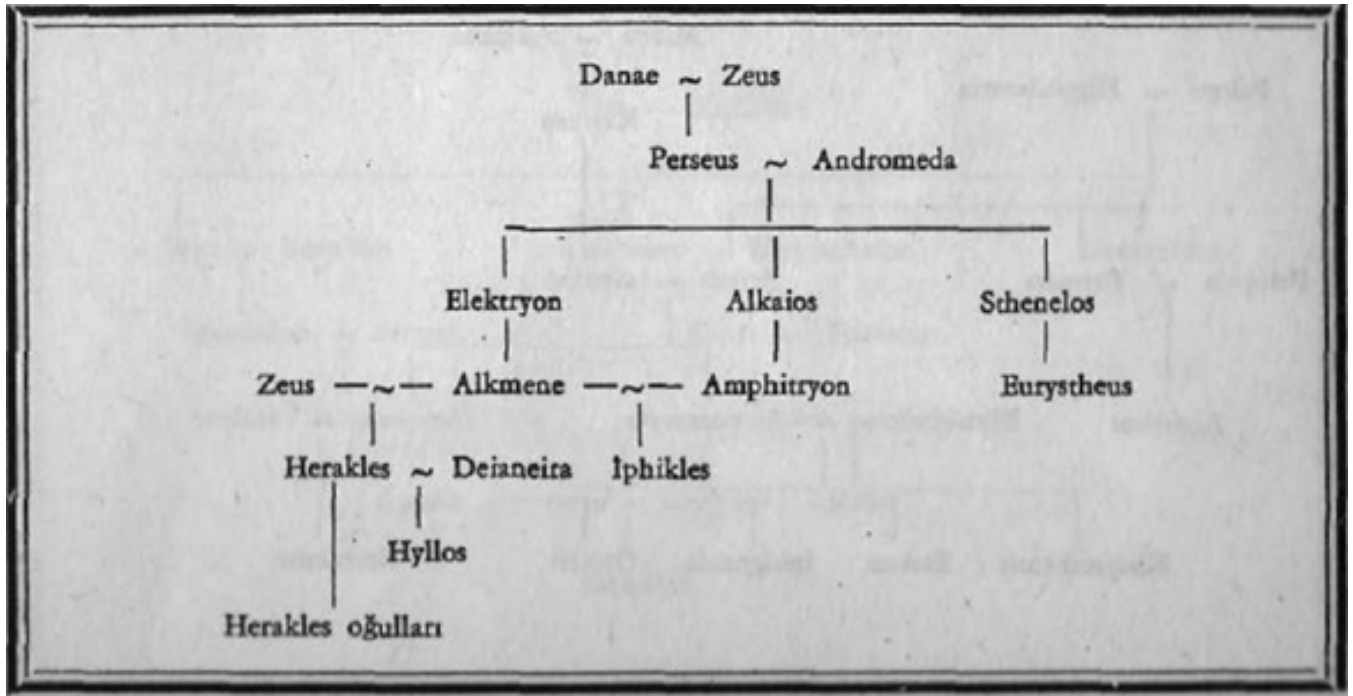 Danae ~ Zeus
Perseus ~ Andromeda
Elektryon Alkaios Sthenelos
Zeus —~— Alkmene —~— Amphitryon Eurystheus
Herakles ~ Deianeira İphikles
Hyllos
Herakles oğulları